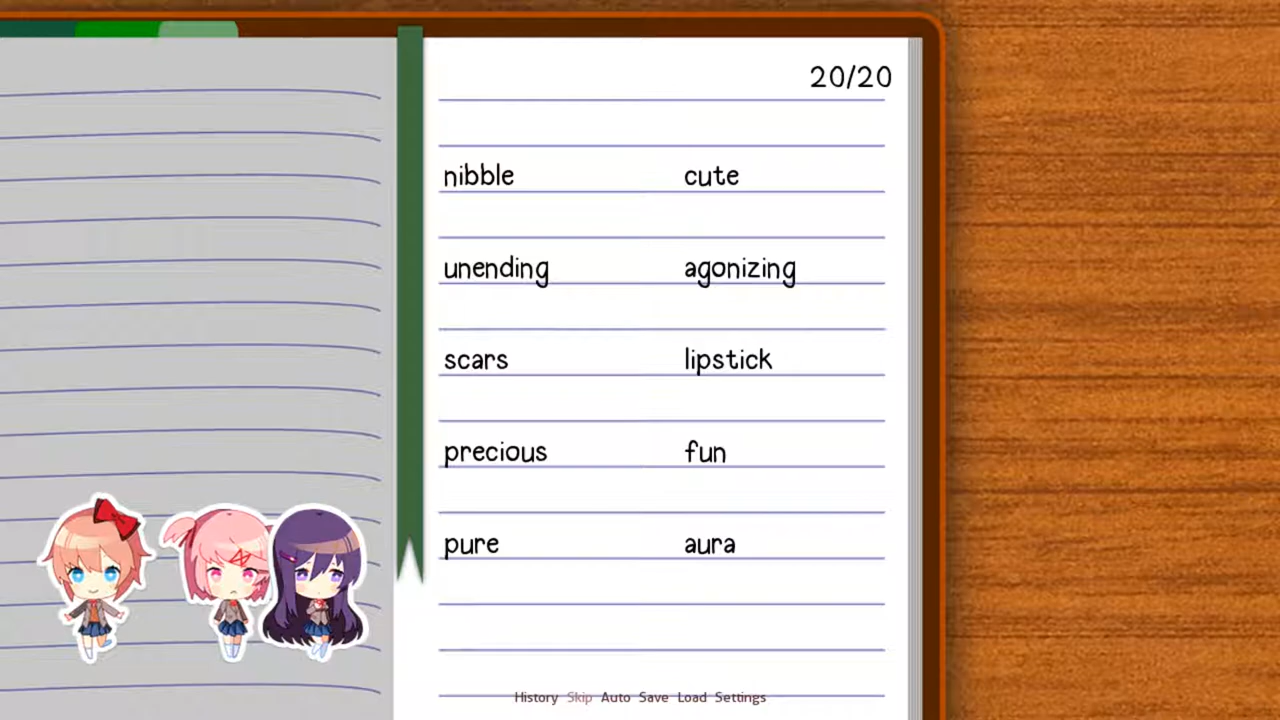 20/20
nibble cute
unending agonizing
scars lipstick
precious fun
pure aura
History Skip Auto Save Load Settings